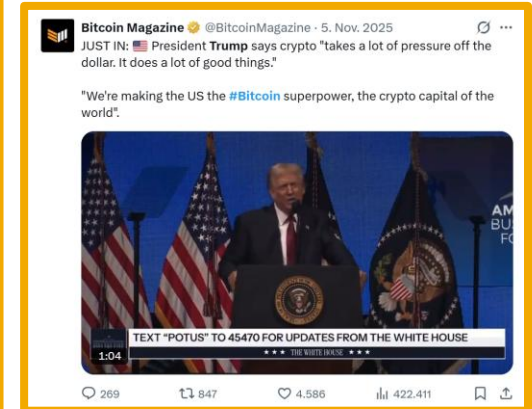 Bitcoin Magazine @BitcoinMagazine · 5. Nov. 2025
JUST IN: 🇺🇸 President Trump says crypto "takes a lot of pressure off the
dollar. It does a lot of good things."
"We're making the US the #Bitcoin superpower, the crypto capital of the
world".
AM
BU
FO
TEXT "POTUS" TO 45470 FOR UPDATES FROM THE WHITE HOUSE
★ ★ ★ THE WHITE HOUSE ★ ★ ★
1:04
269 847 4.586 422.411